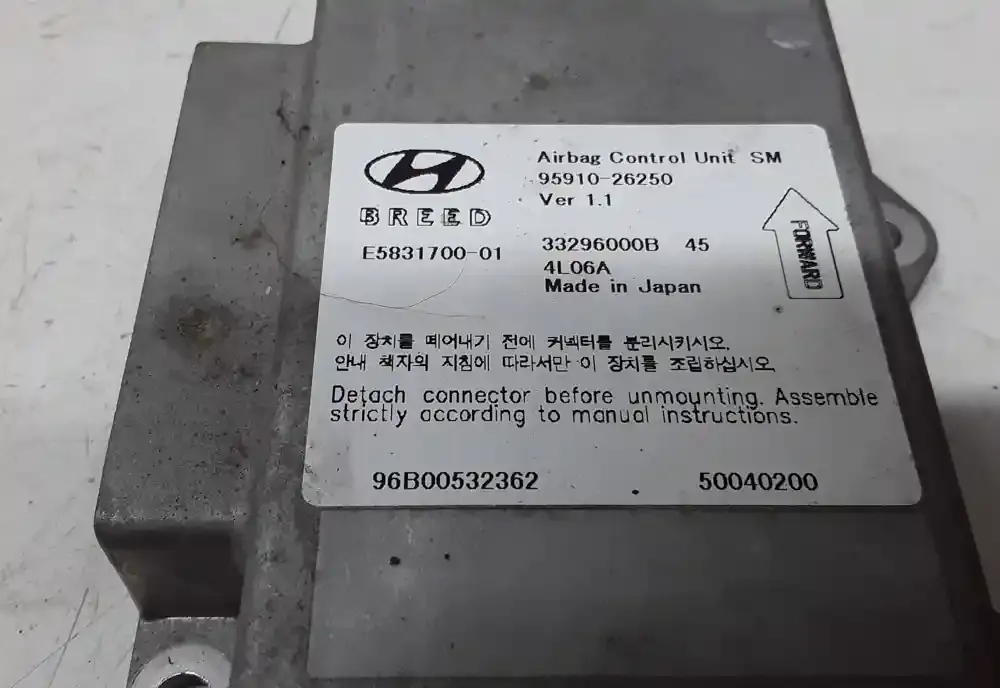 Airbag Control Unit SM
95910-26250
Ver 1.1
BREED
E5831700-01
33296000B 45
4L06A
Made in Japan
FORWARD
이 장치를 떼어내기 전에 커넥터를 분리시키시오.
안내 책자의 지침에 따라서만 이 장치를 조립하십시오.
Detach connector before unmounting. Assemble
strictly according to manual instructions.
96B00532362
50040200